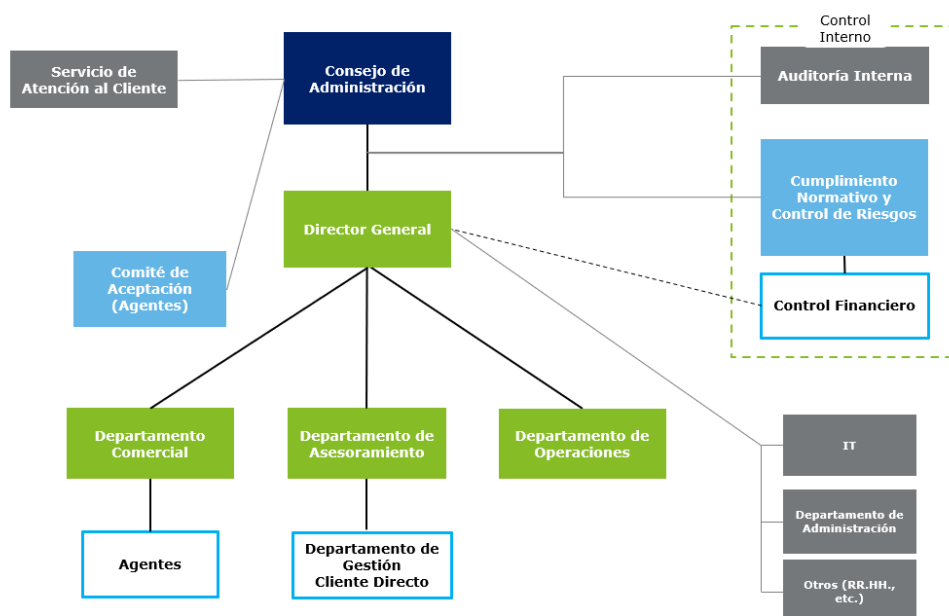 Control
Interno
Servicio de
Atención al Cliente
Consejo de
Administración
Auditoría Interna
Cumplimiento
Normativo y
Control de Riesgos
Director General
Comité de
Aceptación
(Agentes)
Control Financiero
Departamento
Comercial
Departamento de
Asesoramiento
Departamento de
Operaciones
IT
Departamento de
Administración
Agentes
Departamento de
Gestión
Cliente Directo
Otros (RR.HH.,
etc.)